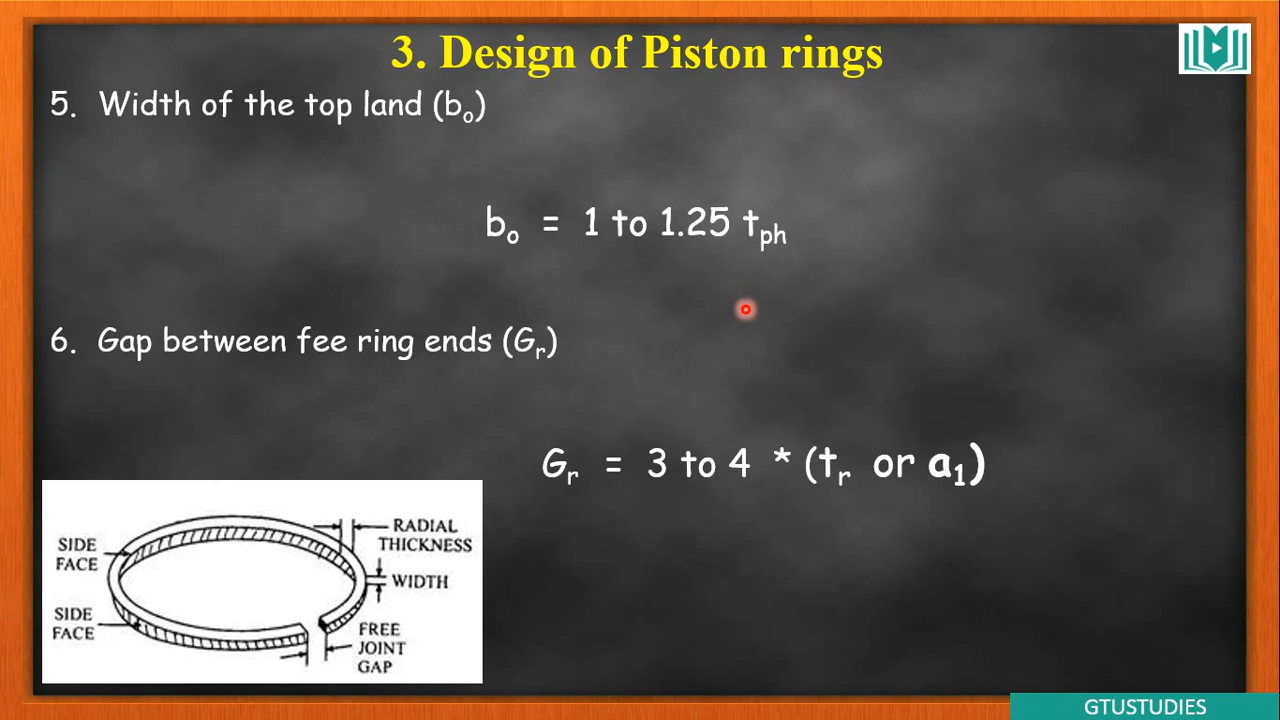 3. Design of Piston rings
5. Width of the top land (bo)
bo = 1 to 1.25 tph
6. Gap between fee ring ends (Gr)
Gr = 3 to 4 * (tr or a1)
SIDE FACE
RADIAL THICKNESS
WIDTH
SIDE FACE
FREE JOINT GAP
GTUSTUDIES